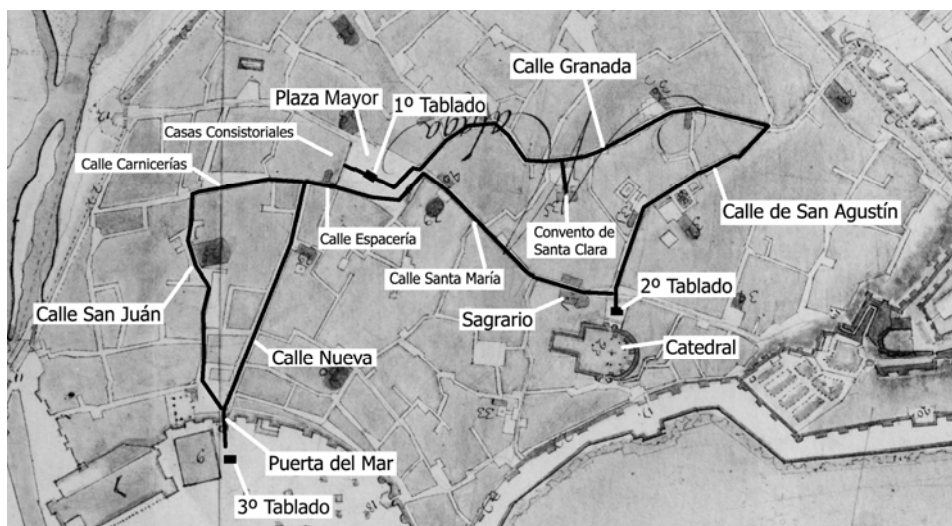 Calle Granada
Plaza Mayor
1º Tablado
Casas Consistoriales
Calle Carnicerías
Calle de San Agustín
Convento de
Santa Clara
Calle Espacería
Calle Santa María
2º Tablado
Calle San Juán
Sagrario
Catedral
Calle Nueva
Puerta del Mar
3º Tablado